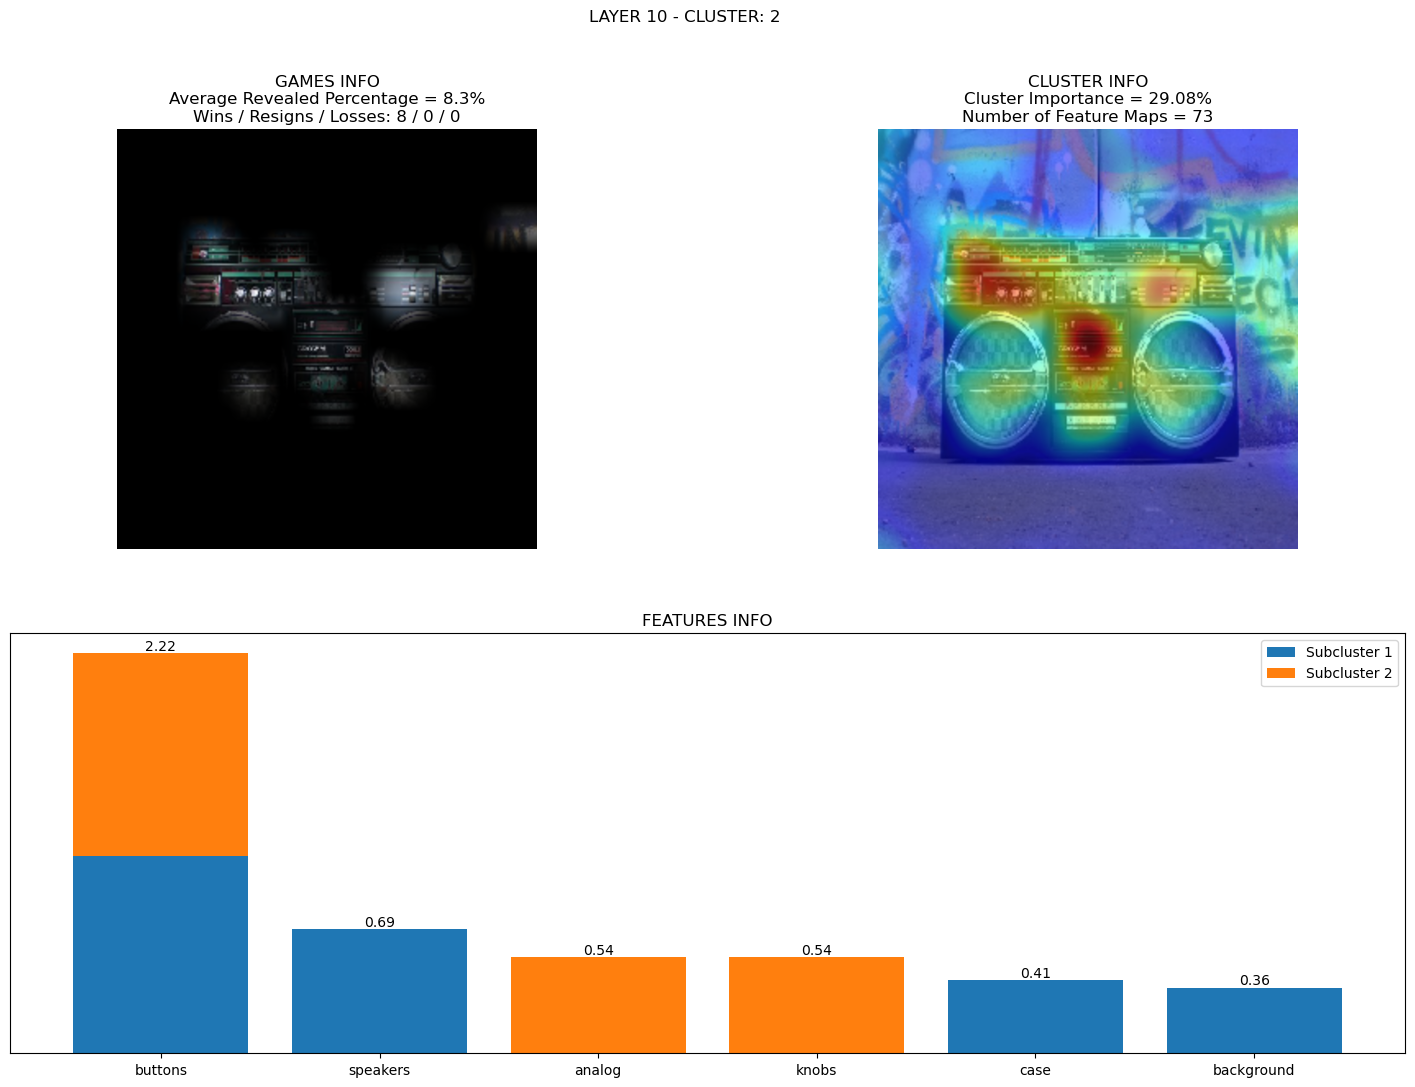 LAYER 10 - CLUSTER: 2
GAMES INFO
Average Revealed Percentage = 8.3%
Wins / Resigns / Losses: 8 / 0 / 0
CLUSTER INFO
Cluster Importance = 29.08%
Number of Feature Maps = 73
EVIN
ECH
FEATURES INFO
2.22
0.69
0.54
0.54
0.41
0.36
Subcluster 1
Subcluster 2
buttons
speakers
analog
knobs
case
background